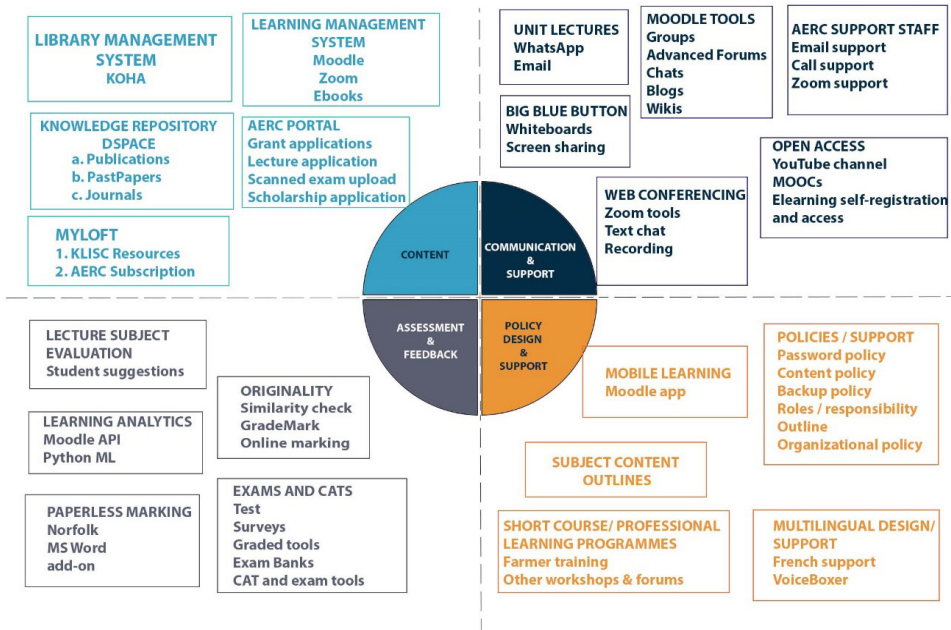 LIBRARY MANAGEMENT
SYSTEM
KOHA
LEARNING MANAGEMENT
SYSTEM
Moodle
Zoom
Ebooks
KNOWLEDGE REPOSITORY
DSPACE
a. Publications
b. PastPapers
c. Journals
AERC PORTAL
Grant applications
Lecture application
Scanned exam upload
Scholarship application
MYLOFT
1. KLISC Resources
2. AERC Subscription
CONTENT
UNIT LECTURES
WhatsApp
Email
MOODLE TOOLS
Groups
Advanced Forums
Chats
Blogs
Wikis
AERC SUPPORT STAFF
Email support
Call support
Zoom support
BIG BLUE BUTTON
Whiteboards
Screen sharing
OPEN ACCESS
YouTube channel
MOOCs
Elearning self-registration
and access
WEB CONFERENCING
Zoom tools
Text chat
Recording
COMMUNICATION
&
SUPPORT
ASSESSMENT
&
FEEDBACK
LECTURE SUBJECT
EVALUATION
Student suggestions
ORIGINALITY
Similarity check
GradeMark
Online marking
LEARNING ANALYTICS
Moodle API
Python ML
PAPERLESS MARKING
Norfolk
MS Word
add-on
EXAMS AND CATS
Test
Surveys
Graded tools
Exam Banks
CAT and exam tools
POLICY
DESIGN
&
SUPPORT
MOBILE LEARNING
Moodle app
POLICIES / SUPPORT
Password policy
Content policy
Backup policy
Roles / responsibility
Outline
Organizational policy
SUBJECT CONTENT
OUTLINES
SHORT COURSE/ PROFESSIONAL
LEARNING PROGRAMMES
Farmer training
Other workshops & forums
MULTILINGUAL DESIGN/
SUPPORT
French support
VoiceBoxer